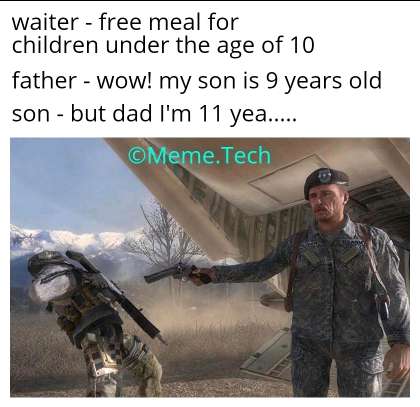 waiter - free meal for
children under the age of 10
father - wow! my son is 9 years old
son - but dad I'm 11 yea.....
©Meme.Tech